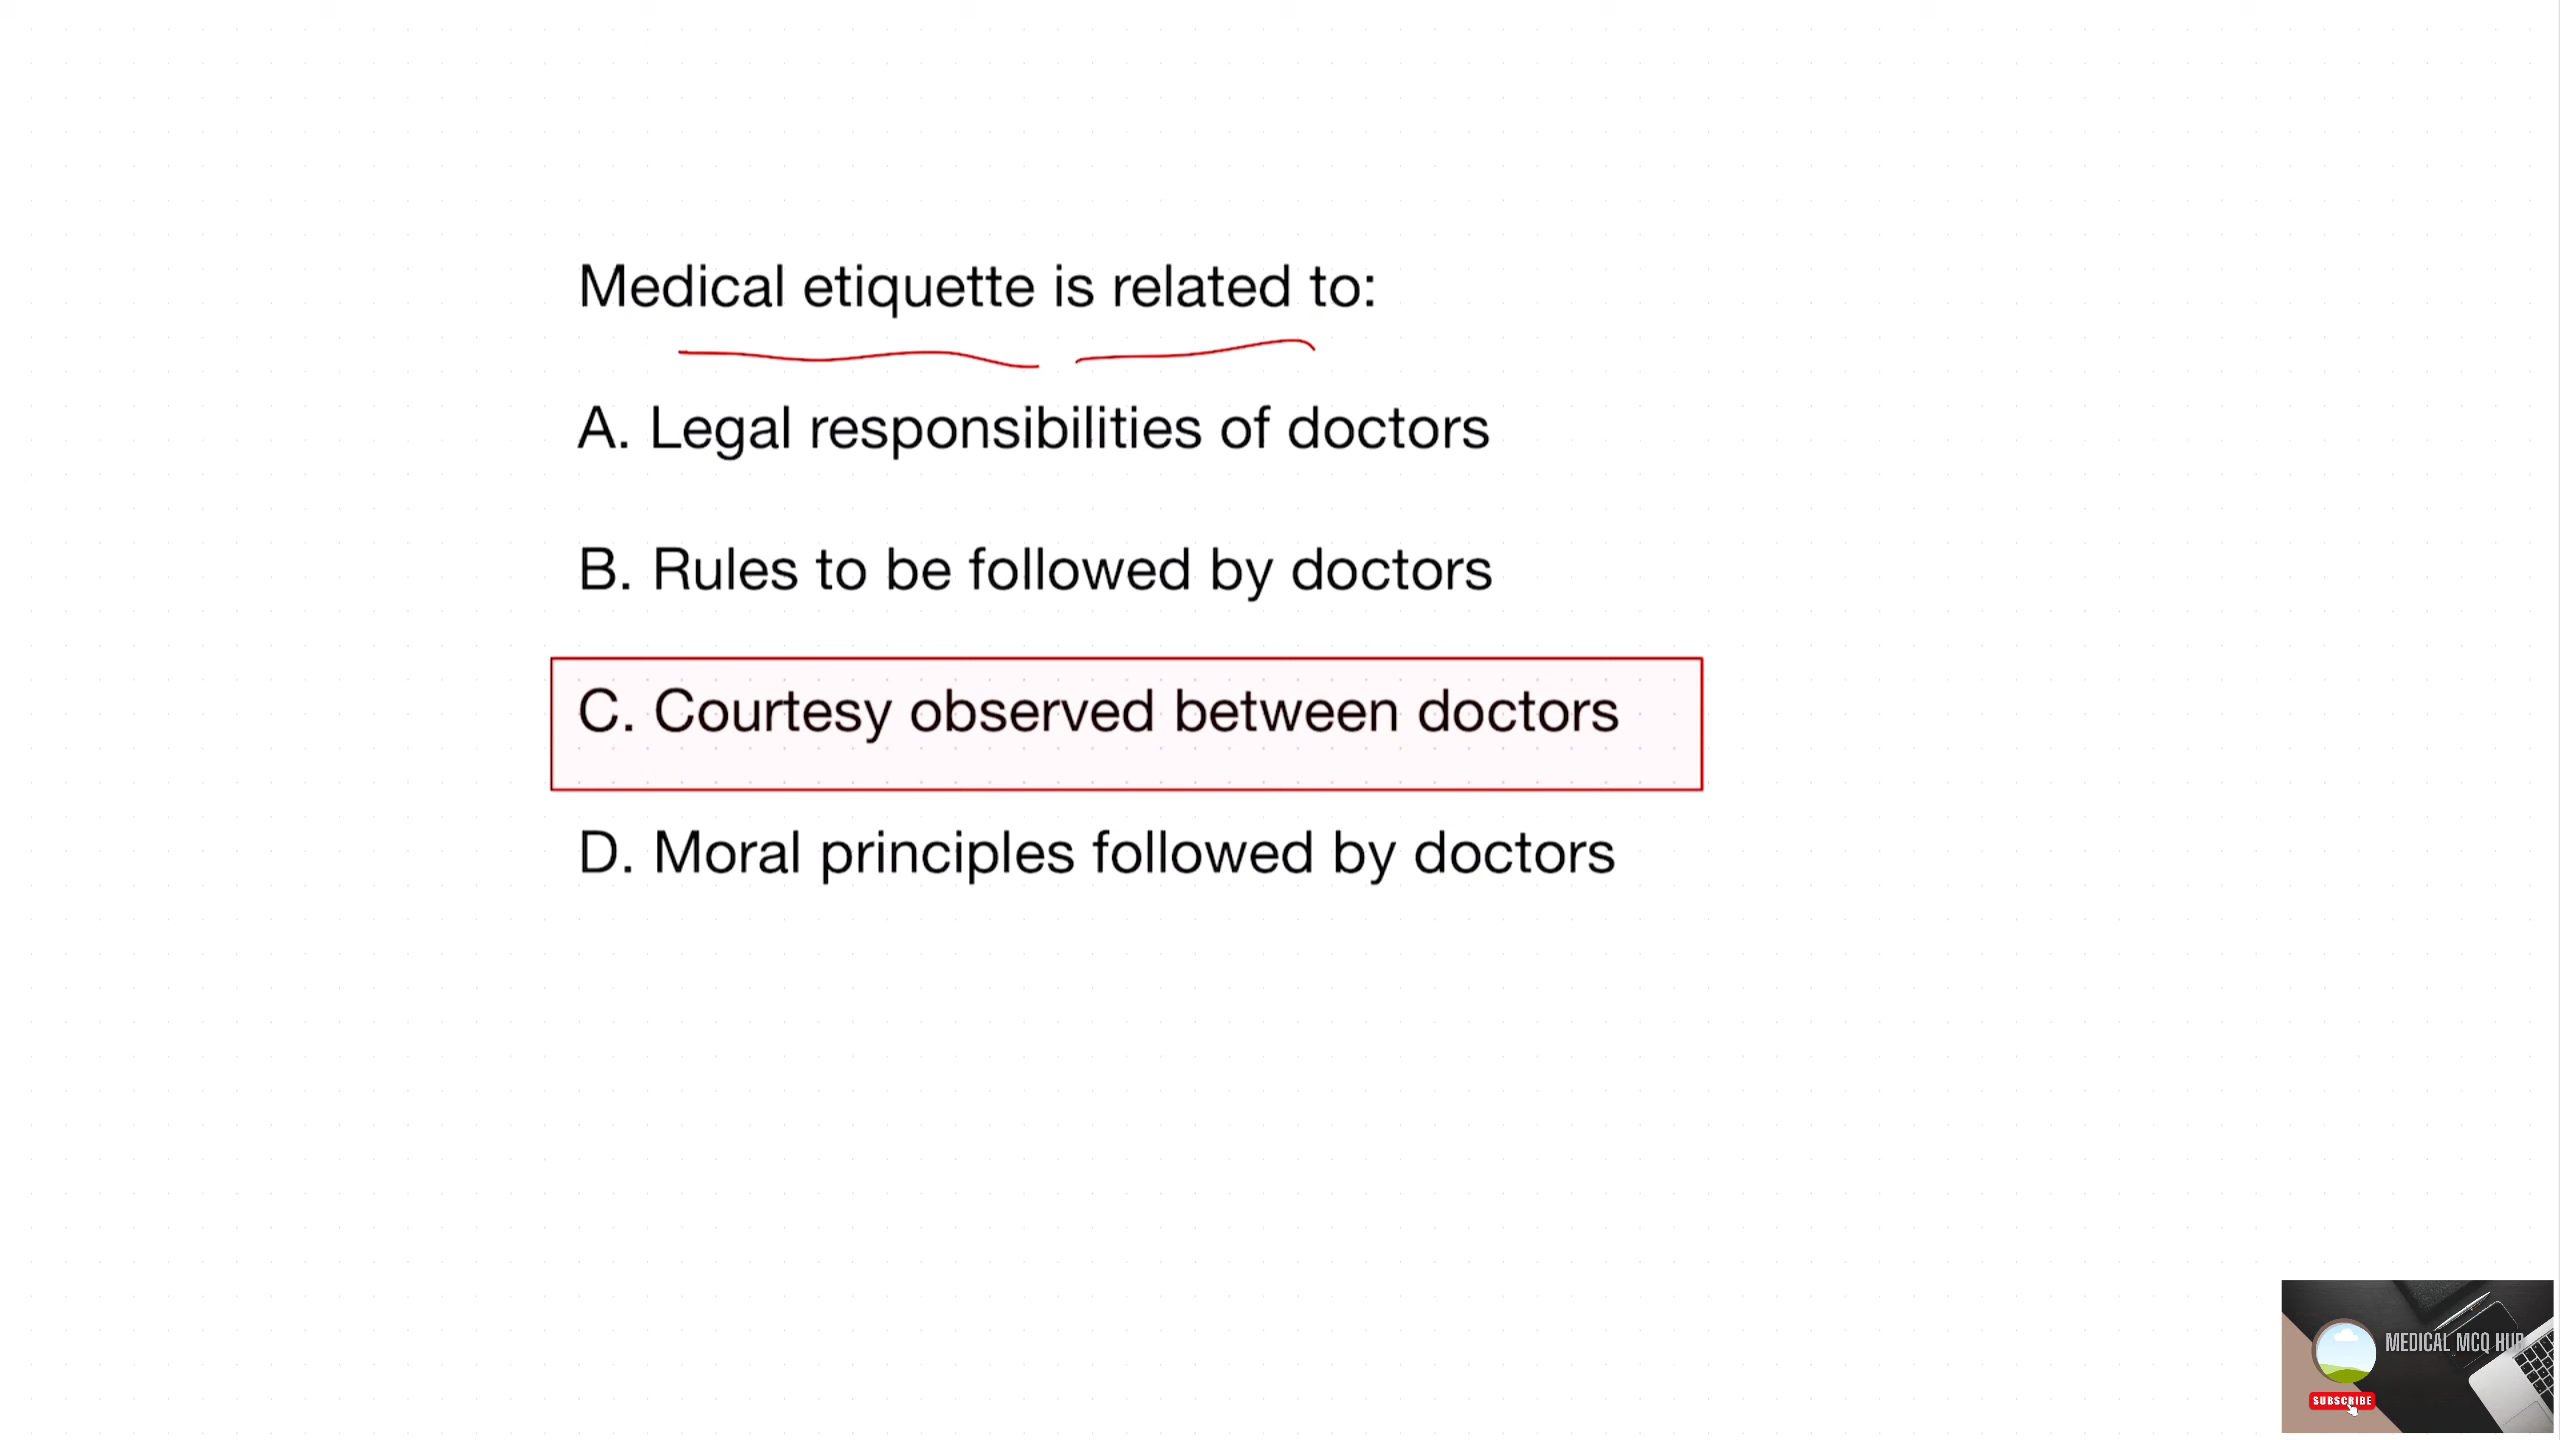 Medical etiquette is related to:
A. Legal responsibilities of doctors
B. Rules to be followed by doctors
C. Courtesy observed between doctors
D. Moral principles followed by doctors
MEDICAL MCQ HUB
SUBSCRIBE